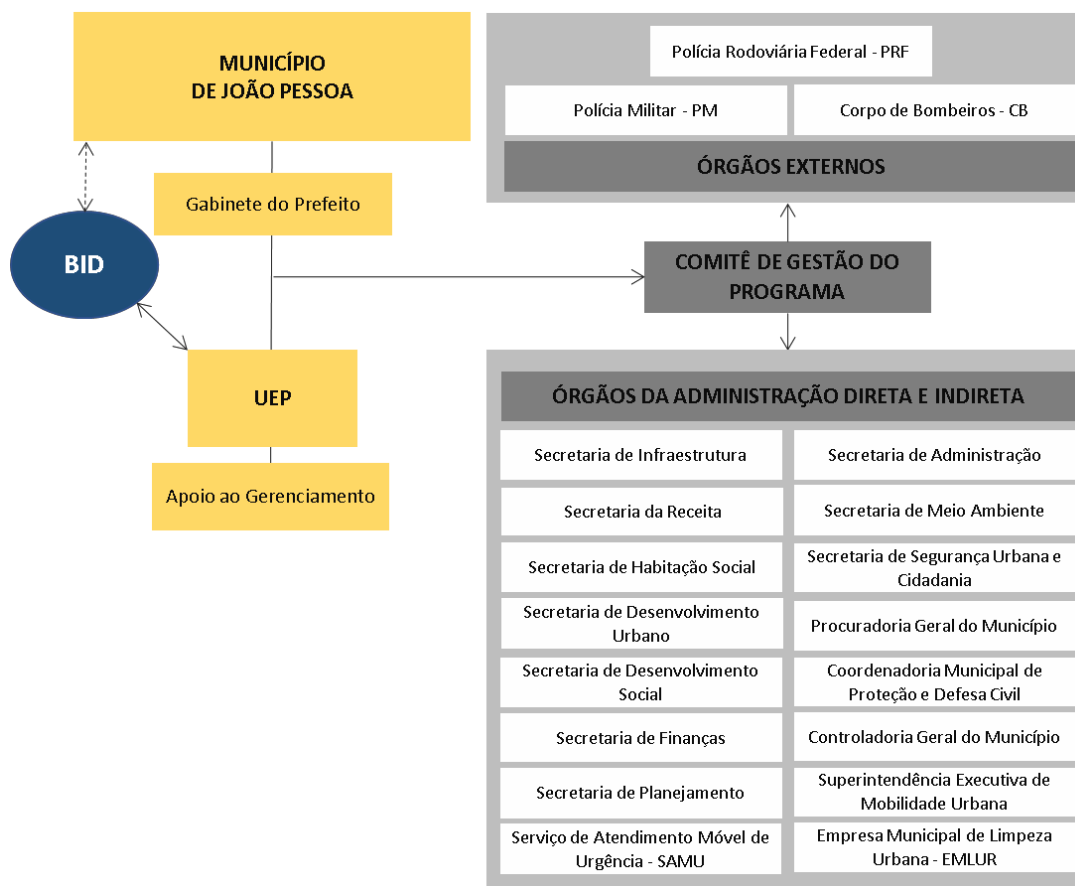 MUNICÍPIO
DE JOÃO PESSOA
Gabinete do Prefeito
BID
UEP
Apoio ao Gerenciamento
Polícia Rodoviária Federal - PRF
Polícia Militar - PM
Corpo de Bombeiros - CB
ÓRGÃOS EXTERNOS
COMITÊ DE GESTÃO DO
PROGRAMA
ÓRGÃOS DA ADMINISTRAÇÃO DIRETA E INDIRETA
Secretaria de Infraestrutura
Secretaria de Administração
Secretaria da Receita
Secretaria de Meio Ambiente
Secretaria de Habitação Social
Secretaria de Segurança Urbana e
Cidadania
Secretaria de Desenvolvimento
Urbano
Procuradoria Geral do Município
Secretaria de Desenvolvimento
Social
Coordenadoria Municipal de
Proteção e Defesa Civil
Secretaria de Finanças
Controladoria Geral do Município
Secretaria de Planejamento
Superintendência Executiva de
Mobilidade Urbana
Serviço de Atendimento Móvel de
Urgência - SAMU
Empresa Municipal de Limpeza
Urbana - EMLUR